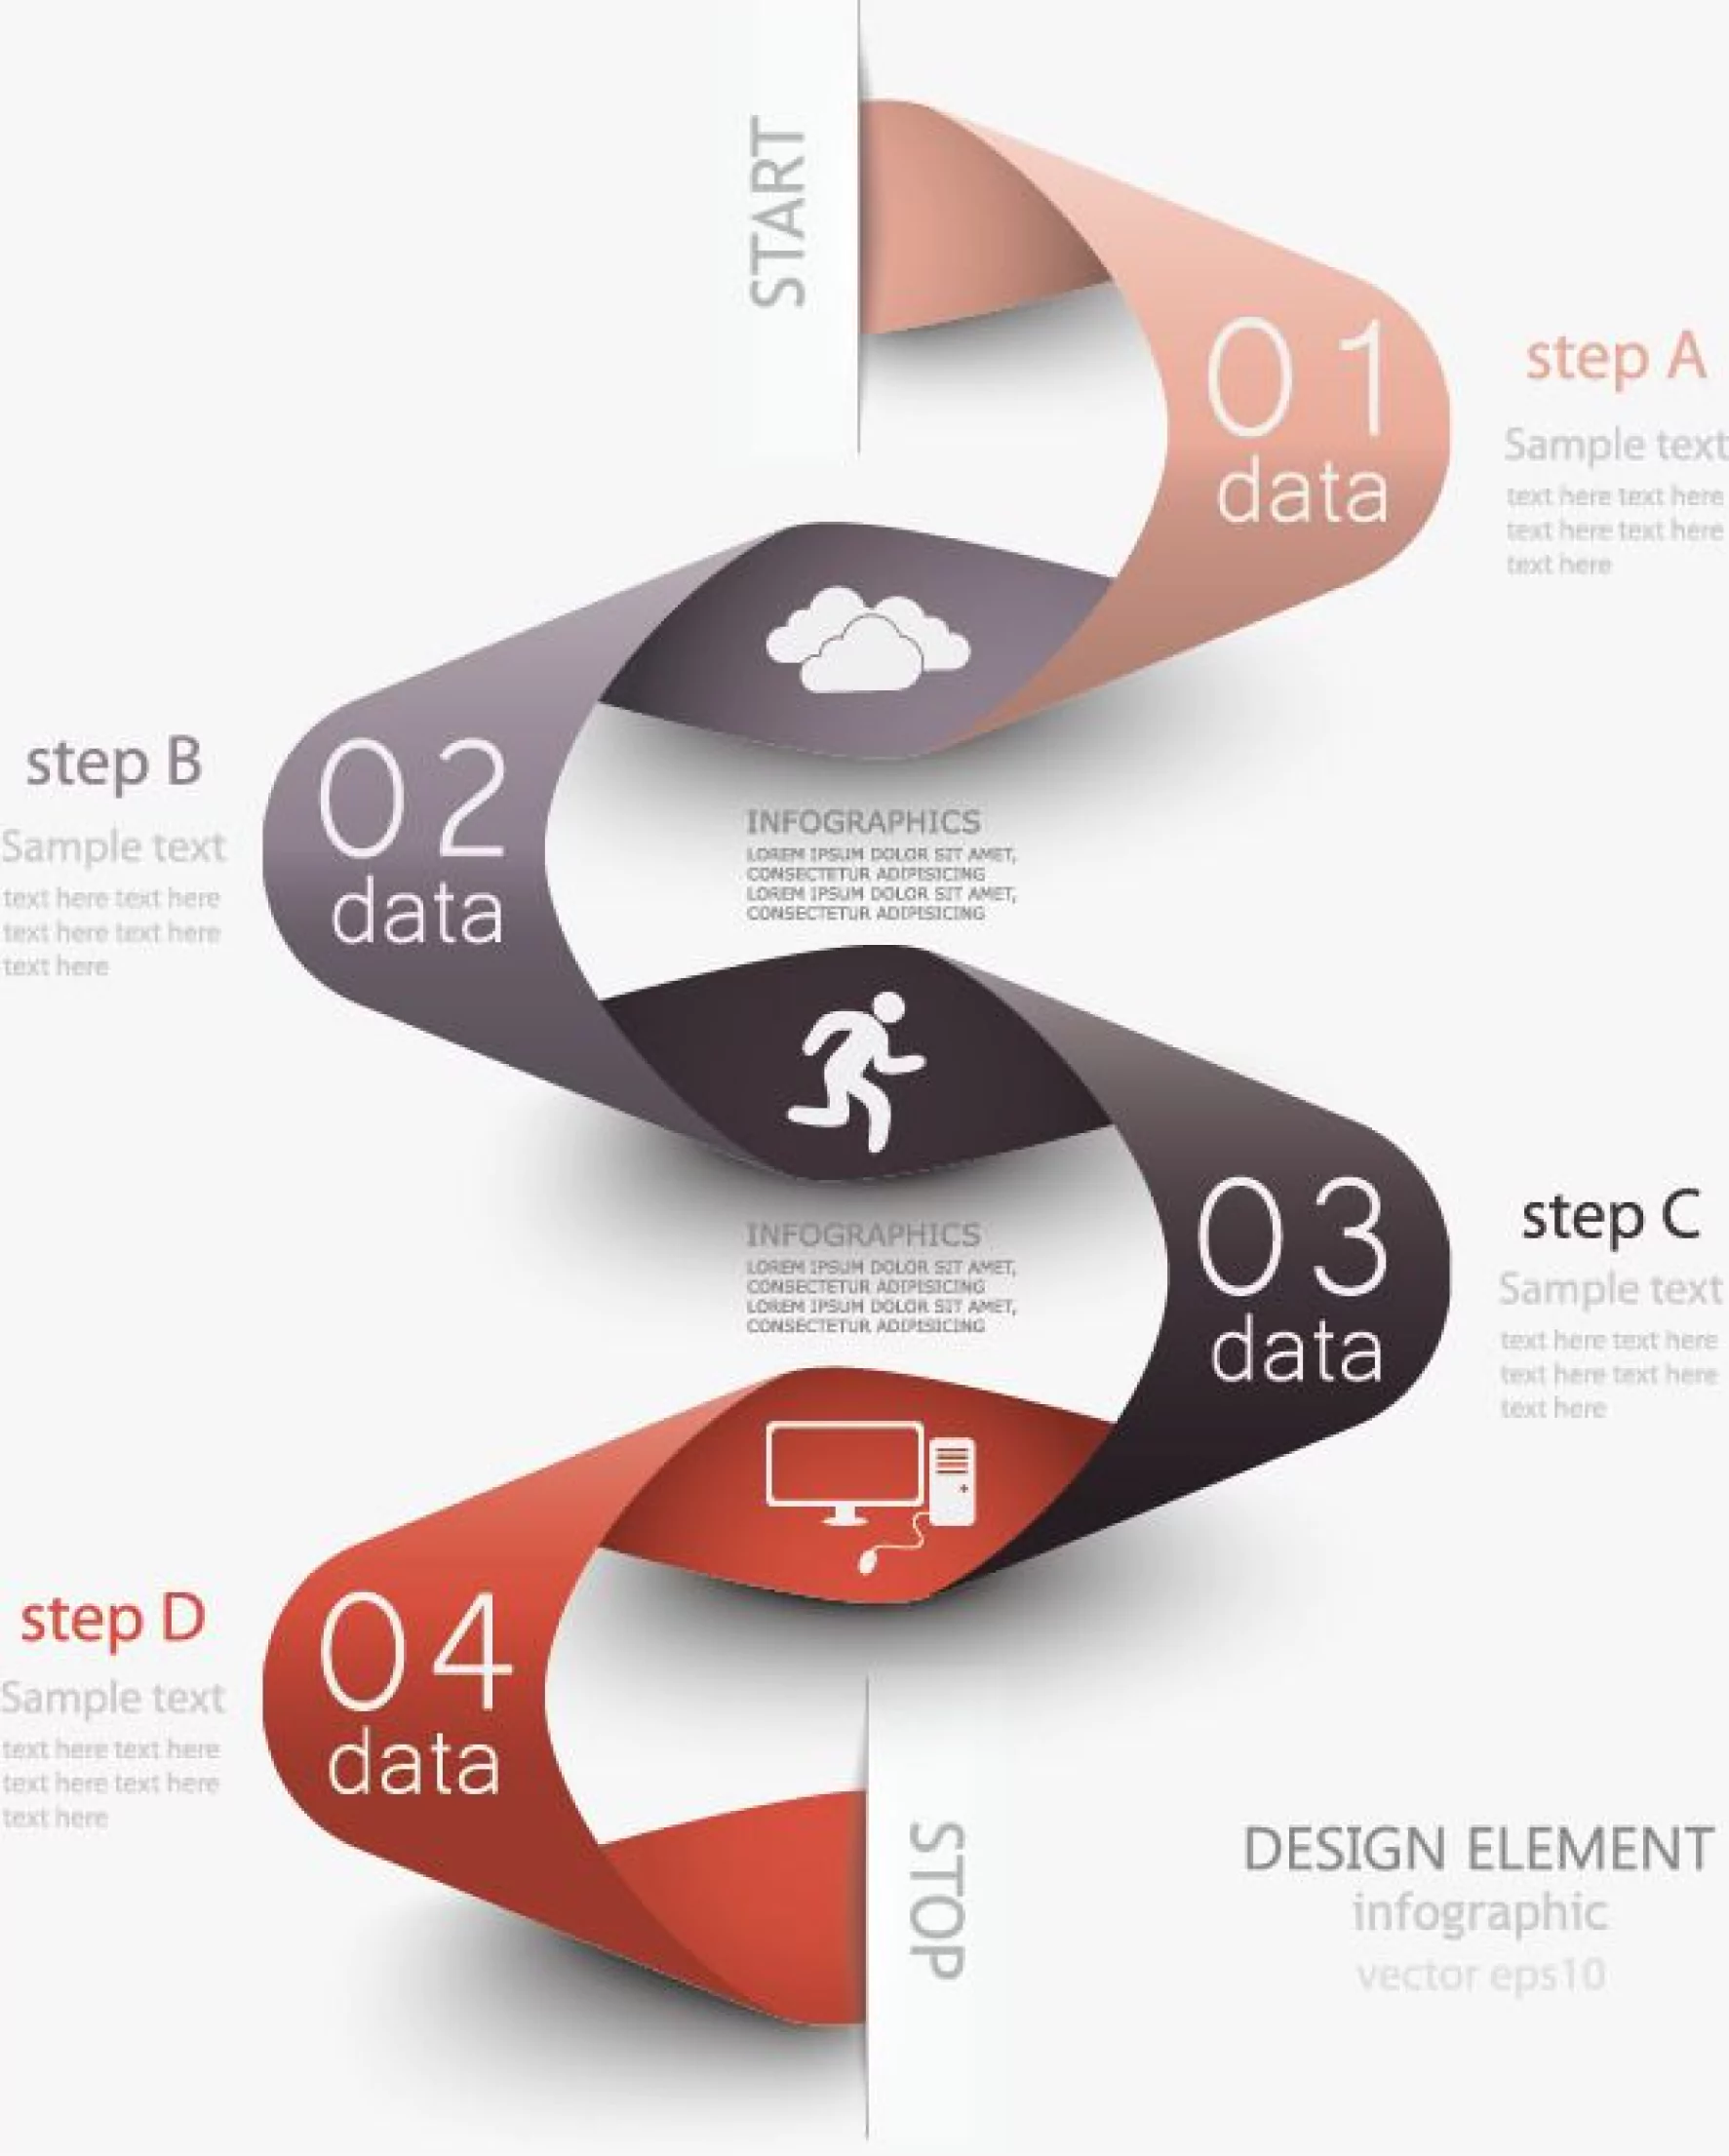 START
01
data
step A
Sample text
text here text here
text here text here
text here
step B
Sample text
text here text here
text here text here
text here
02
data
INFOGRAPHICS
LOREM IPSUM DOLOR SIT AMET,
CONSECTETUR ADIPISICING
LOREM IPSUM DOLOR SIT AMET,
CONSECTETUR ADIPISICING
03
data
step C
Sample text
text here text here
text here text here
text here
INFOGRAPHICS
LOREM IPSUM DOLOR SIT AMET,
CONSECTETUR ADIPISICING
LOREM IPSUM DOLOR SIT AMET,
CONSECTETUR ADIPISICING
step D
Sample text
text here text here
text here text here
text here
04
data
STOP
DESIGN ELEMENT
infographic
vector eps10